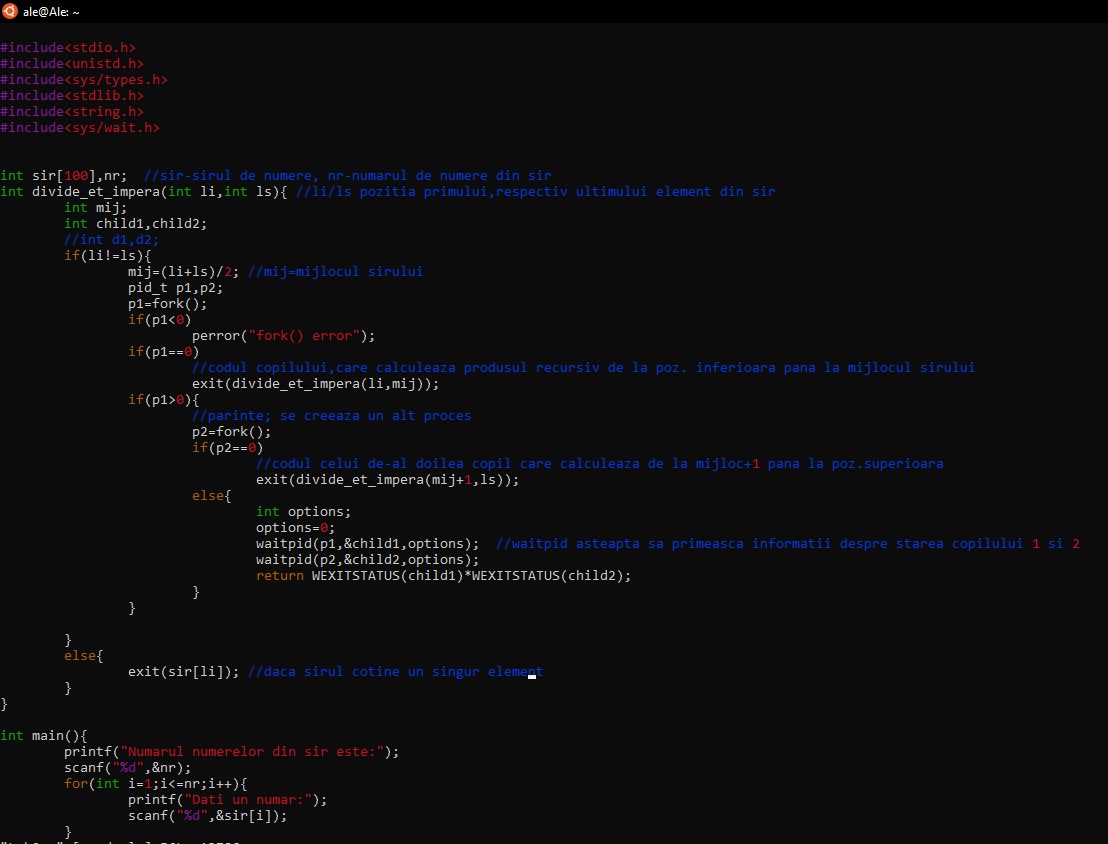 ale@Ale: ~
#include<stdio.h>
#include<unistd.h>
#include<sys/types.h>
#include<stdlib.h>
#include<string.h>
#include<sys/wait.h>
int sir[100],nr;  //sir-sirul de numere, nr-numarul de numere din sir
int divide_et_impera(int li,int ls){ //li/ls pozitia primului,respectiv ultimului element din sir
        int mij;
        int child1,child2;
        //int d1,d2;
        if(li!=ls){
                mij=(li+ls)/2; //mij=mijlocul sirului
                pid_t p1,p2;
                p1=fork();
                if(p1<0)
                        perror("fork() error");
                if(p1==0)
                        //codul copilului,care calculeaza produsul recursiv de la poz. inferioara pana la mijlocul sirului
                        exit(divide_et_impera(li,mij));
                if(p1>0){
                        //parinte; se creeaza un alt proces
                        p2=fork();
                        if(p2==0)
                                //codul celui de-al doilea copil care calculeaza de la mijloc+1 pana la poz.superioara
                                exit(divide_et_impera(mij+1,ls));
                        else{
                                int options;
                                options=0;
                                waitpid(p1,&child1,options);  //waitpid asteapta sa primeasca informatii despre starea copilului 1 si 2
                                waitpid(p2,&child2,options);
                                return WEXITSTATUS(child1)*WEXITSTATUS(child2);
                        }
                }
        }
        else{
                exit(sir[li]); //daca sirul cotine un singur element
        }
}
int main(){
        printf("Numarul numerelor din sir este:");
        scanf("%d",&nr);
        for(int i=1;i<=nr;i++){
                printf("Dati un numar:");
                scanf("%d",&sir[i]);
        }